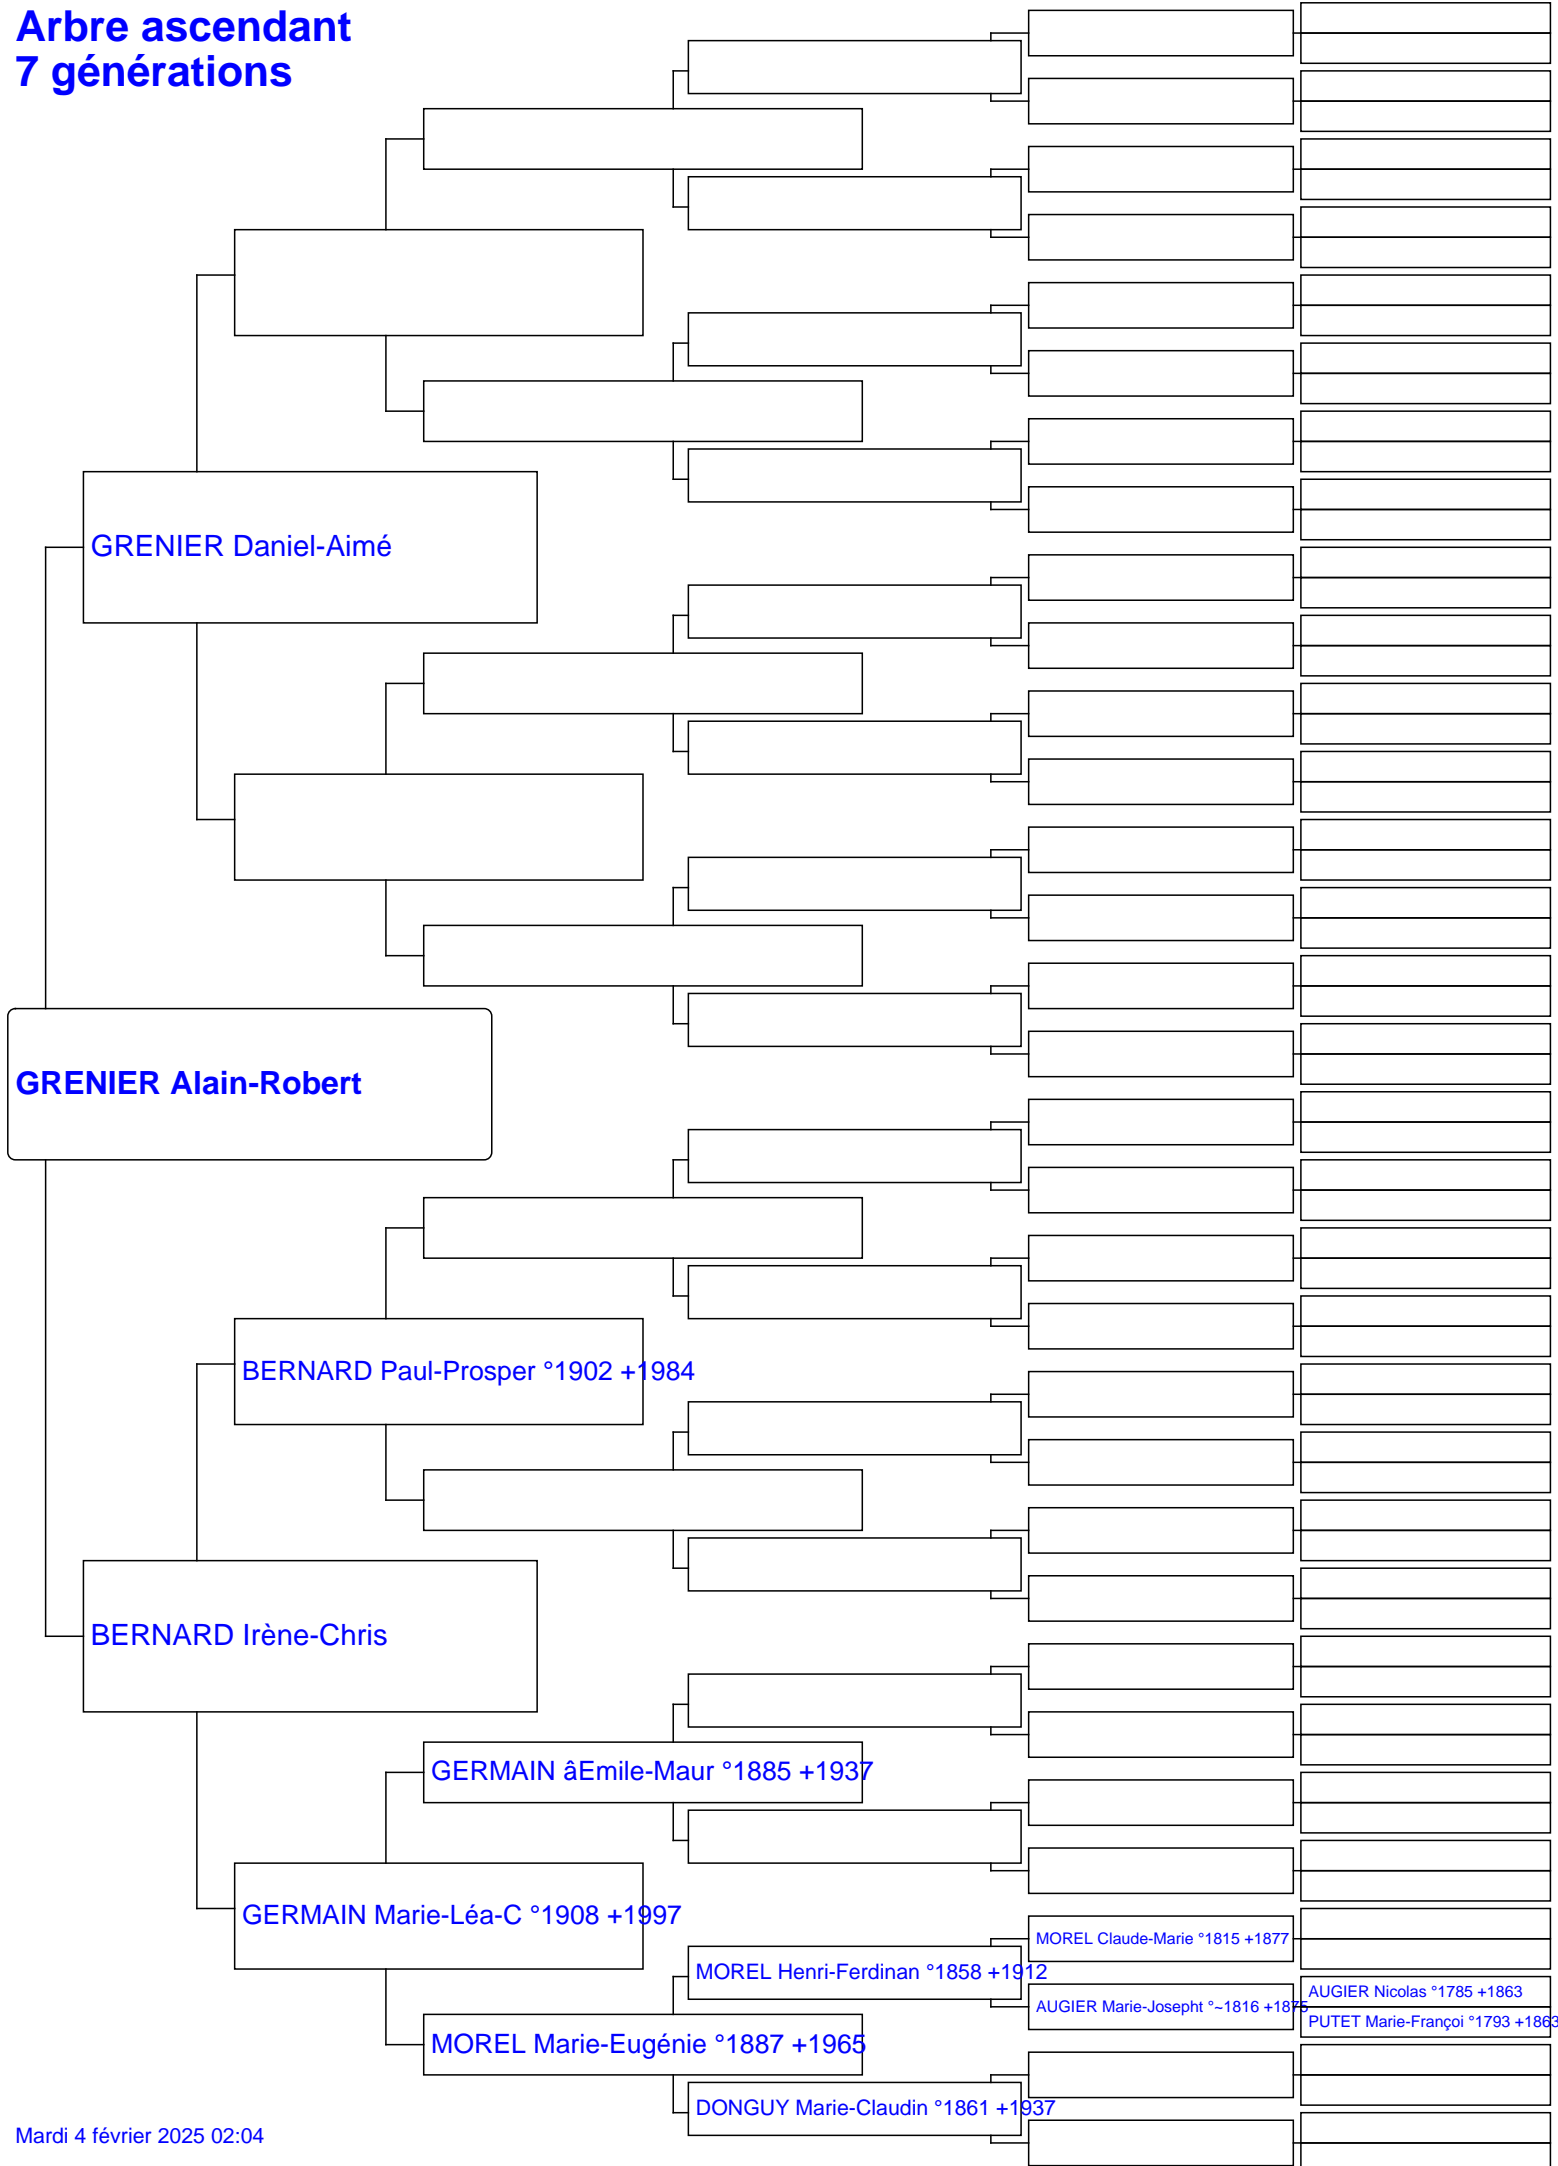 Arbre ascendant
7 générations
GRENIER Daniel-Aimé
GRENIER Alain-Robert
BERNARD Paul-Prosper °1902 +1984
BERNARD Irène-Chris
GERMAIN âEmile-Maur °1885 +1937
GERMAIN Marie-Léa-C °1908 +1997
MOREL Claude-Marie °1815 +1877
MOREL Henri-Ferdinan °1858 +1912
AUGIER Nicolas °1785 +1863
AUGIER Marie-Josepht °~1816 +1875
PUTET Marie-Françoi °1793 +1863
MOREL Marie-Eugénie °1887 +1965
DONGUY Marie-Claudin °1861 +1937
Mardi 4 février 2025 02:04